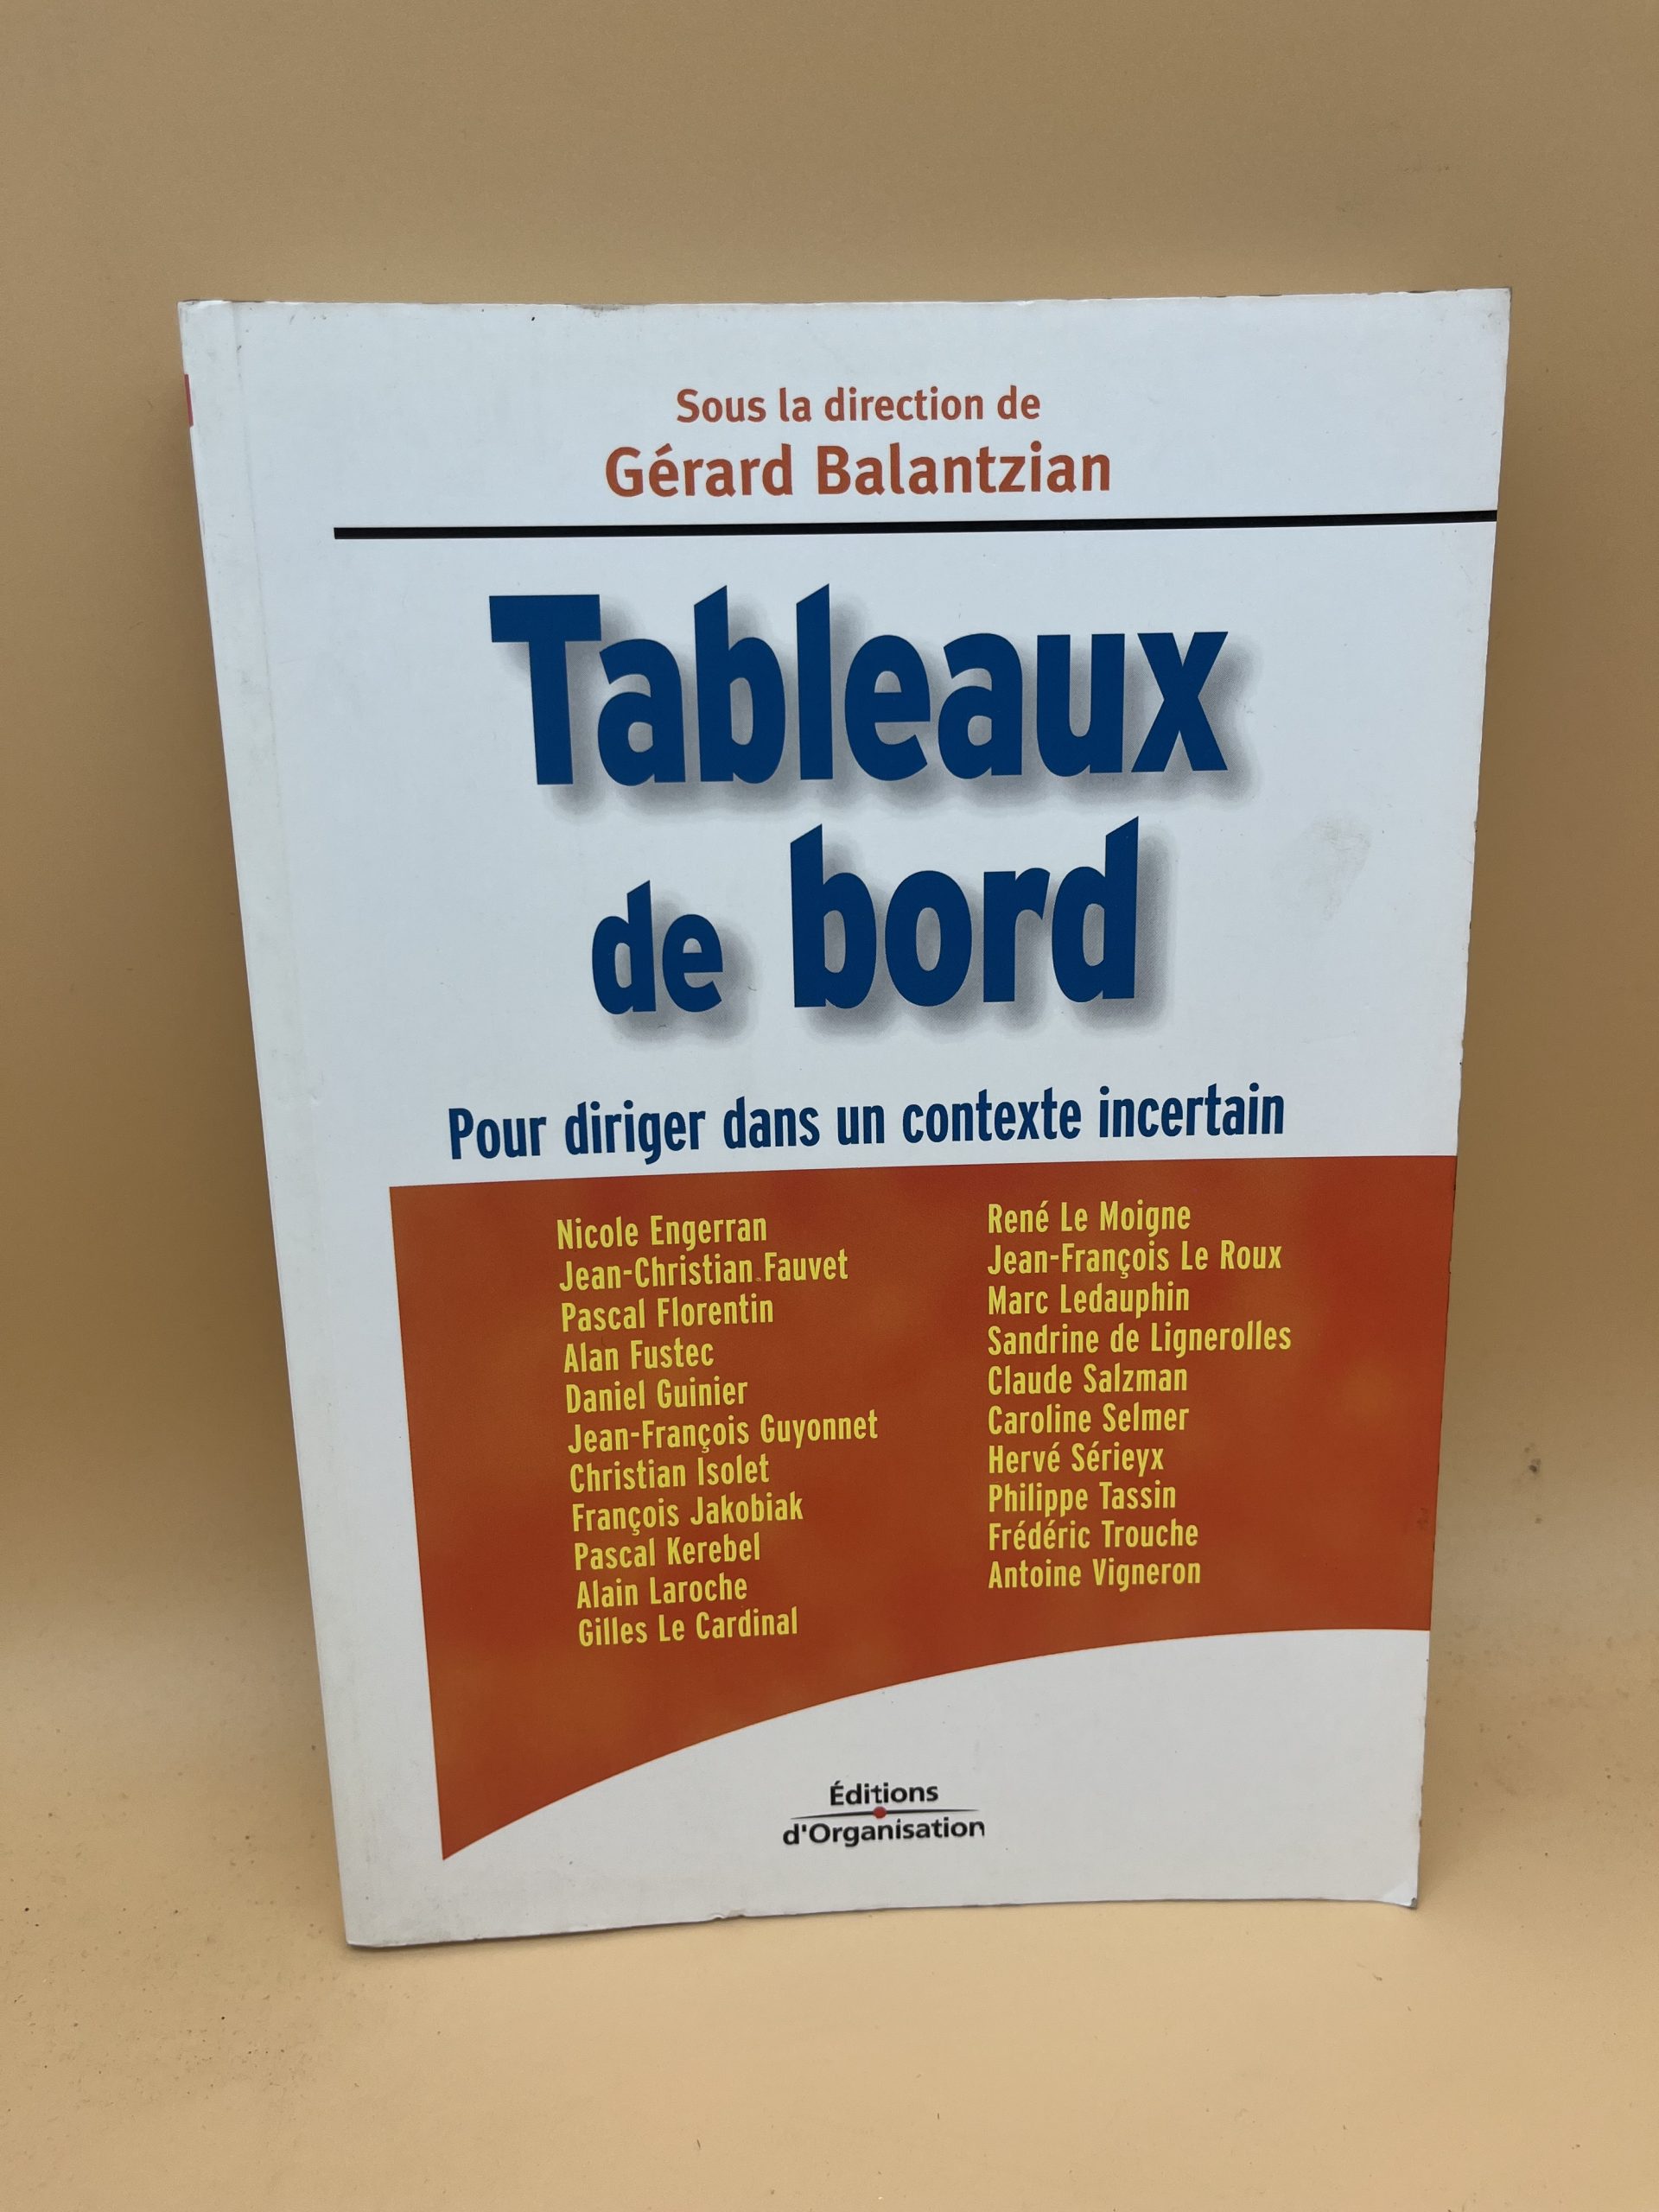 Sous la direction de
Gérard Balantzian
Tableaux
de bord
Pour diriger dans un contexte incertain
Nicole Engerran
Jean-Christian Fauvet
Pascal Florentin
Alan Fustec
Daniel Guinier
Jean-François Guyonnet
Christian Isolet
François Jakobiak
Pascal Kerebel
Alain Laroche
Gilles Le Cardinal
René Le Moigne
Jean-François Le Roux
Marc Ledauphin
Sandrine de Lignerolles
Claude Salzman
Caroline Selmer
Hervé Sérieyx
Philippe Tassin
Frédéric Trouche
Antoine Vigneron
Éditions
d'Organisation